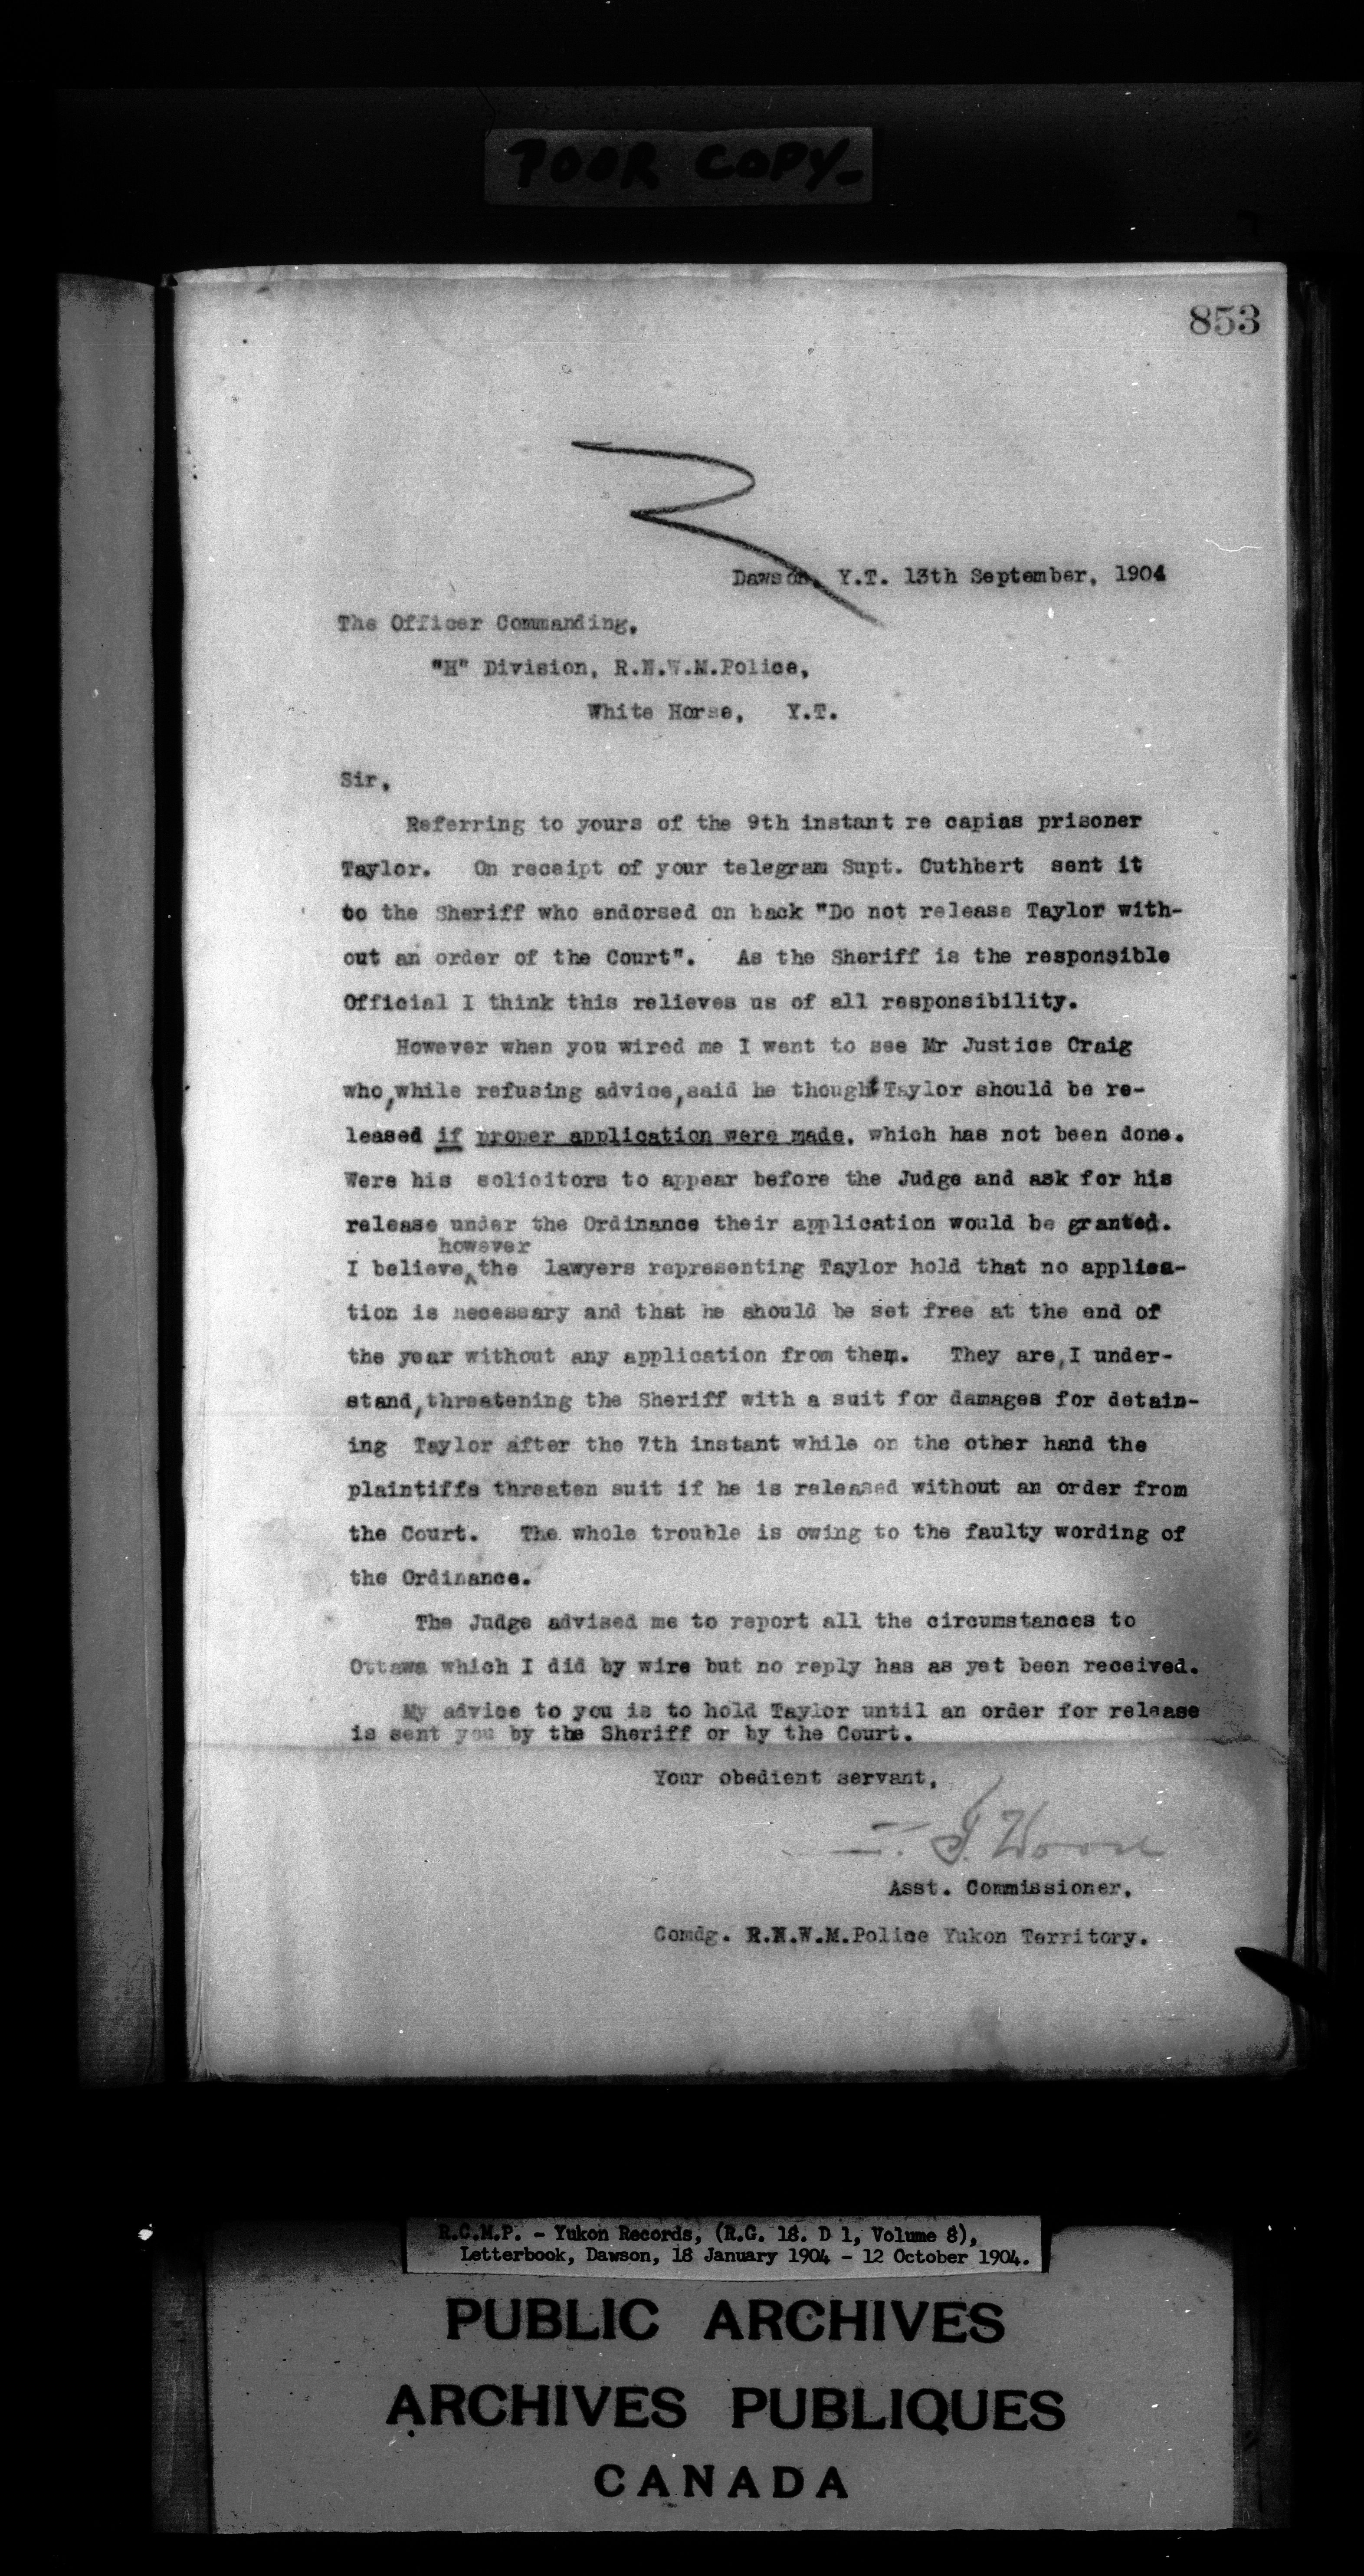 POOR COPY-
853
Dawson, Y.T. 13th September, 1904
The Officer Commanding,
"H" Division, R.N.W.M.Police,
White Horse, Y.T.
Sir,
Referring to yours of the 9th instant re capias prisoner
Taylor. On receipt of your telegram Supt. Cuthbert sent it
to the Sheriff who endorsed on back "Do not release Taylor with-
out an order of the Court". As the Sheriff is the responsible
Official I think this relieves us of all responsibility.
However when you wired me I went to see Mr Justice Craig
who, while refusing advice, said he thought Taylor should be re-
leased if proper application were made, which has not been done.
Were his solicitors to appear before the Judge and ask for his
release under the Ordinance their application would be granted.
however
I believe ^ the lawyers representing Taylor hold that no applica-
tion is necessary and that he should be set free at the end of
the year without any application from them. They are, I under-
stand, threatening the Sheriff with a suit for damages for detain-
ing Taylor after the 7th instant while on the other hand the
plaintiffs threaten suit if he is released without an order from
the Court. The whole trouble is owing to the faulty wording of
the Ordinance.
The Judge advised me to report all the circumstances to
Ottawa which I did by wire but no reply has as yet been received.
My advice to you is to hold Taylor until an order for release
is sent you by the Sheriff or by the Court.
Your obedient servant,
Z. T. Wood
Asst. Commissioner,
Comdg. R.N.W.M.Police Yukon Territory.
R.C.M.P. - Yukon Records, (R.G. 18. D 1, Volume 8),
Letterbook, Dawson, 18 January 1904 - 12 October 1904.
PUBLIC ARCHIVES
ARCHIVES PUBLIQUES
CANADA